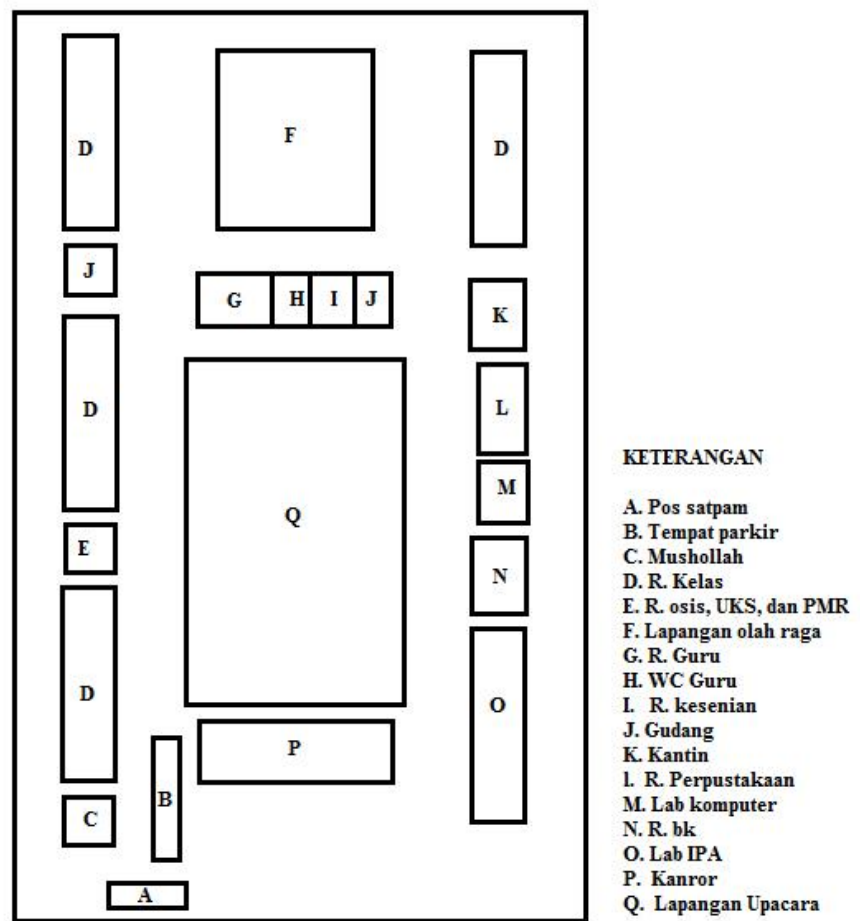 D
F
D
J
G H I J
K
D
L
M
Q
E
N
D
O
P
B
C
A
KETERANGAN
A. Pos satpam
B. Tempat parkir
C. Mushollah
D. R. Kelas
E. R. osis, UKS, dan PMR
F. Lapangan olah raga
G. R. Guru
H. WC Guru
I. R. kesenian
J. Gudang
K. Kantin
l. R. Perpustakaan
M. Lab komputer
N. R. bk
O. Lab IPA
P. Kanror
Q. Lapangan Upacara